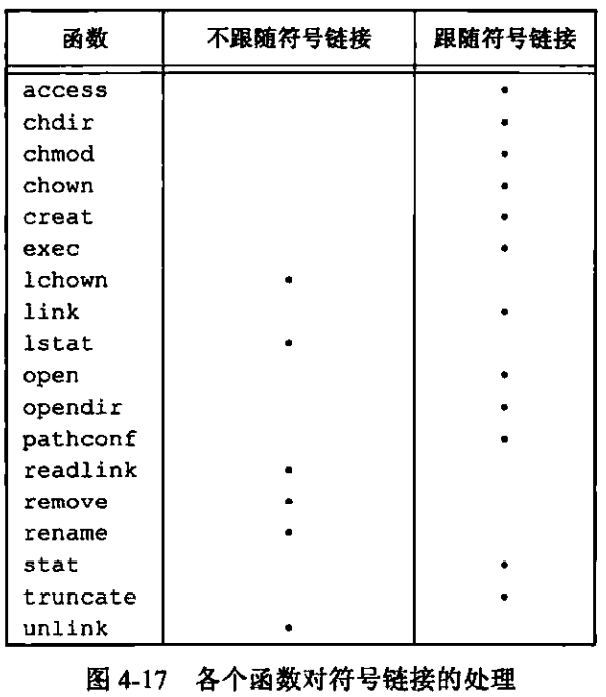 函数 不跟随符号链接 跟随符号链接
access •
chdir •
chmod •
chown •
creat •
exec •
lchown •
link •
lstat •
open •
opendir •
pathconf •
readlink •
remove •
rename •
stat •
truncate •
unlink •
图 4-17 各个函数对符号链接的处理